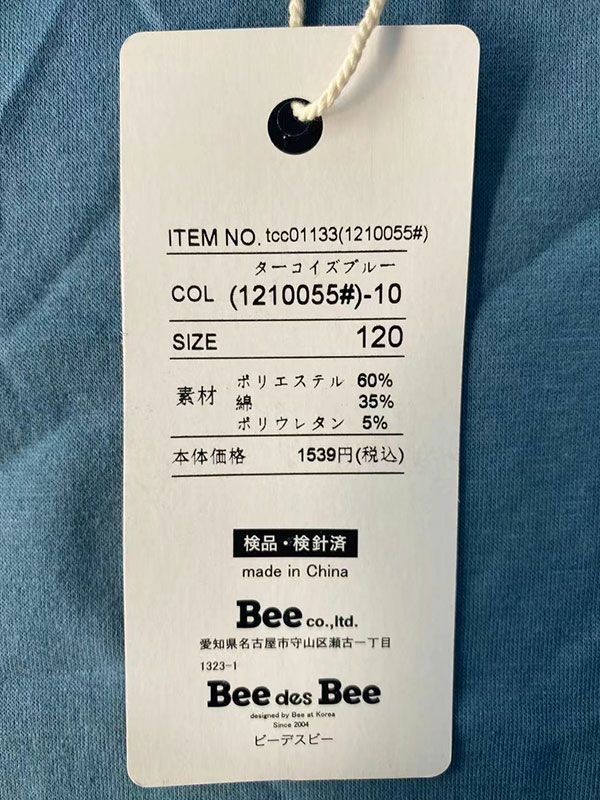 ITEM NO. tcc01133(1210055#)
ターコイズブルー
COL (1210055#)-10
SIZE 120
素材 ポリエステル 60%
綿 35%
ポリウレタン 5%
本体価格 1539円(税込)
検品・検針済
made in China
Bee co.,ltd.
愛知県名古屋市守山区瀬古一丁目
1323-1
Bee des Bee
designed by Bee at Korea
Since 2004
ビーデスビー